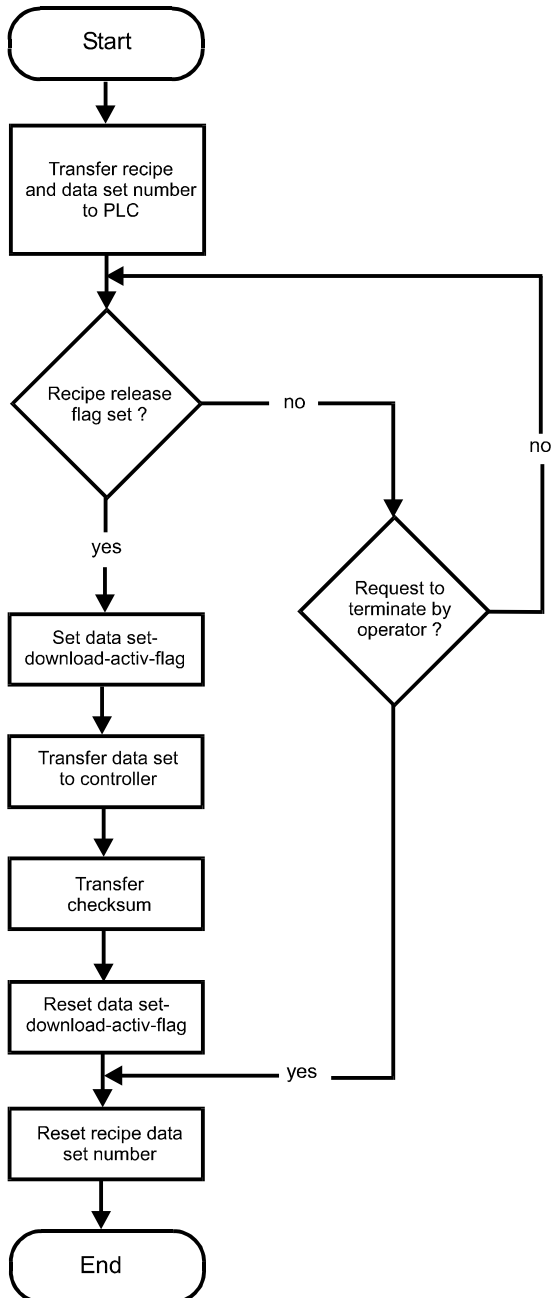 Start
Transfer recipe
and data set number
to PLC
Recipe release
flag set ?
no
no
yes
Request to
terminate by
operator ?
Set data set-
download-activ-flag
Transfer data set
to controller
Transfer
checksum
Reset data set-
download-activ-flag
yes
Reset recipe data
set number
End